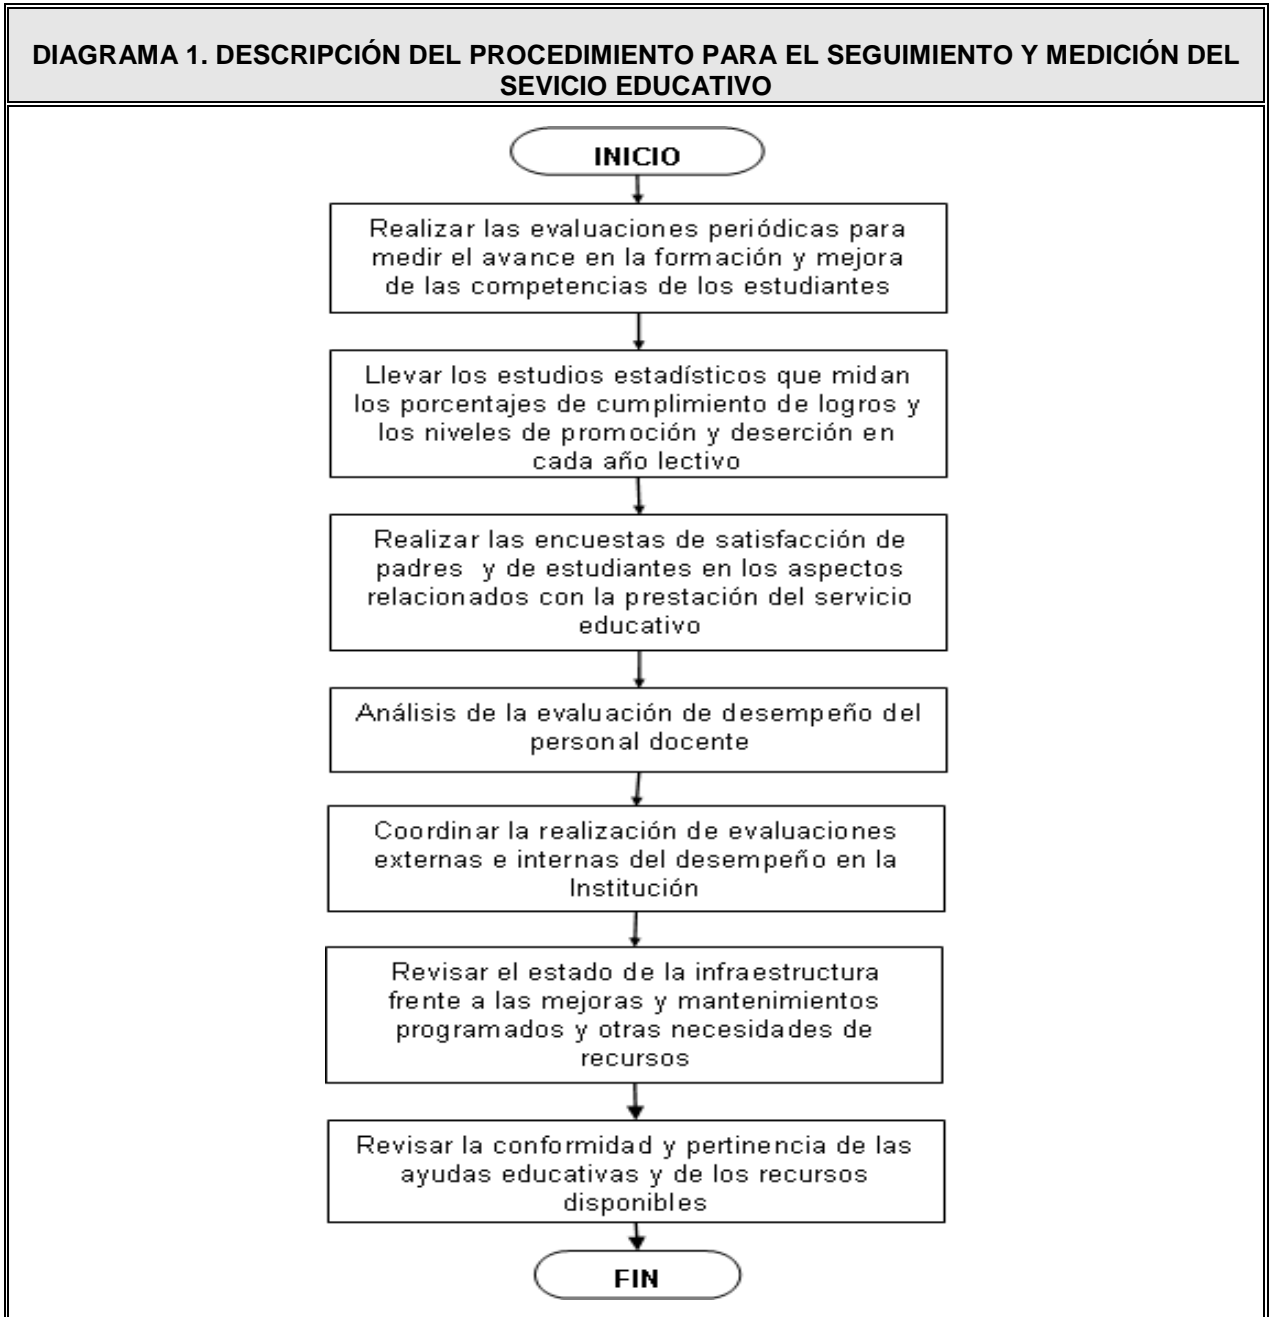 DIAGRAMA 1. DESCRIPCIÓN DEL PROCEDIMIENTO PARA EL SEGUIMIENTO Y MEDICIÓN DEL
SEVICIO EDUCATIVO
INICIO
Realizar las evaluaciones periódicas para
medir el avance en la formación y mejora
de las competencias de los estudiantes
Llevar los estudios estadísticos que midan
los porcentajes de cumplimiento de logros y
los niveles de promoción y deserción en
cada año lectivo
Realizar las encuestas de satisfacción de
padres y de estudiantes en los aspectos
relacionados con la prestación del servicio
educativo
Análisis de la evaluación de desempeño del
personal docente
Coordinar la realización de evaluaciones
externas e internas del desempeño en la
Institución
Revisar el estado de la infraestructura
frente a las mejoras y mantenimientos
programados y otras necesidades de
recursos
Revisar la conformidad y pertinencia de las
ayudas educativas y de los recursos
disponibles
FIN